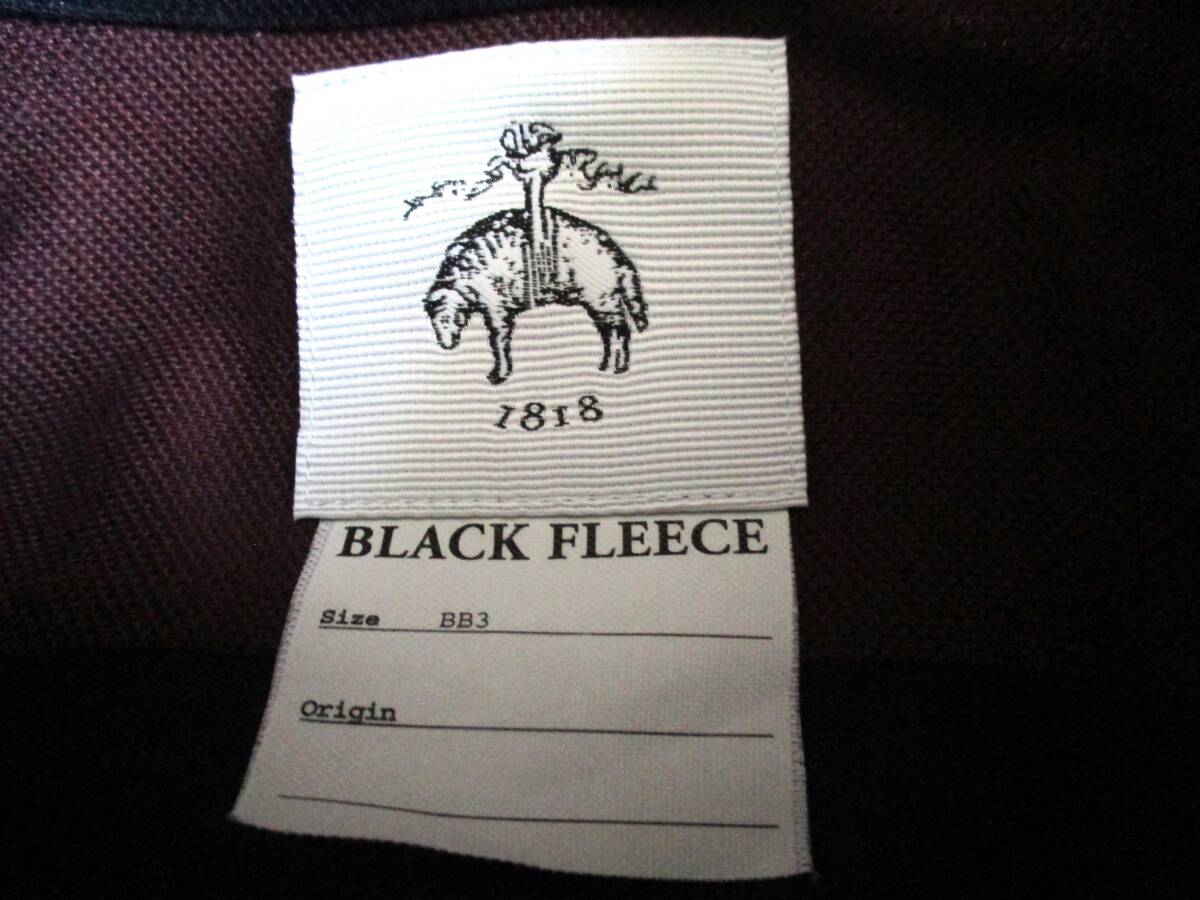 1818
BLACK FLEECE
Size BB3
Origin